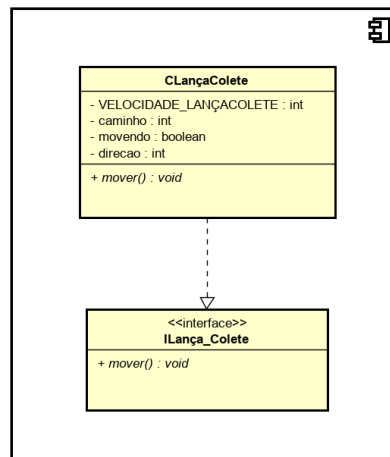 CLançaColete
- VELOCIDADE_LANÇACOLETE : int
- caminho : int
- movendo : boolean
- direcao : int
+ mover() : void
<<interface>>
ILança_Colete
+ mover() : void